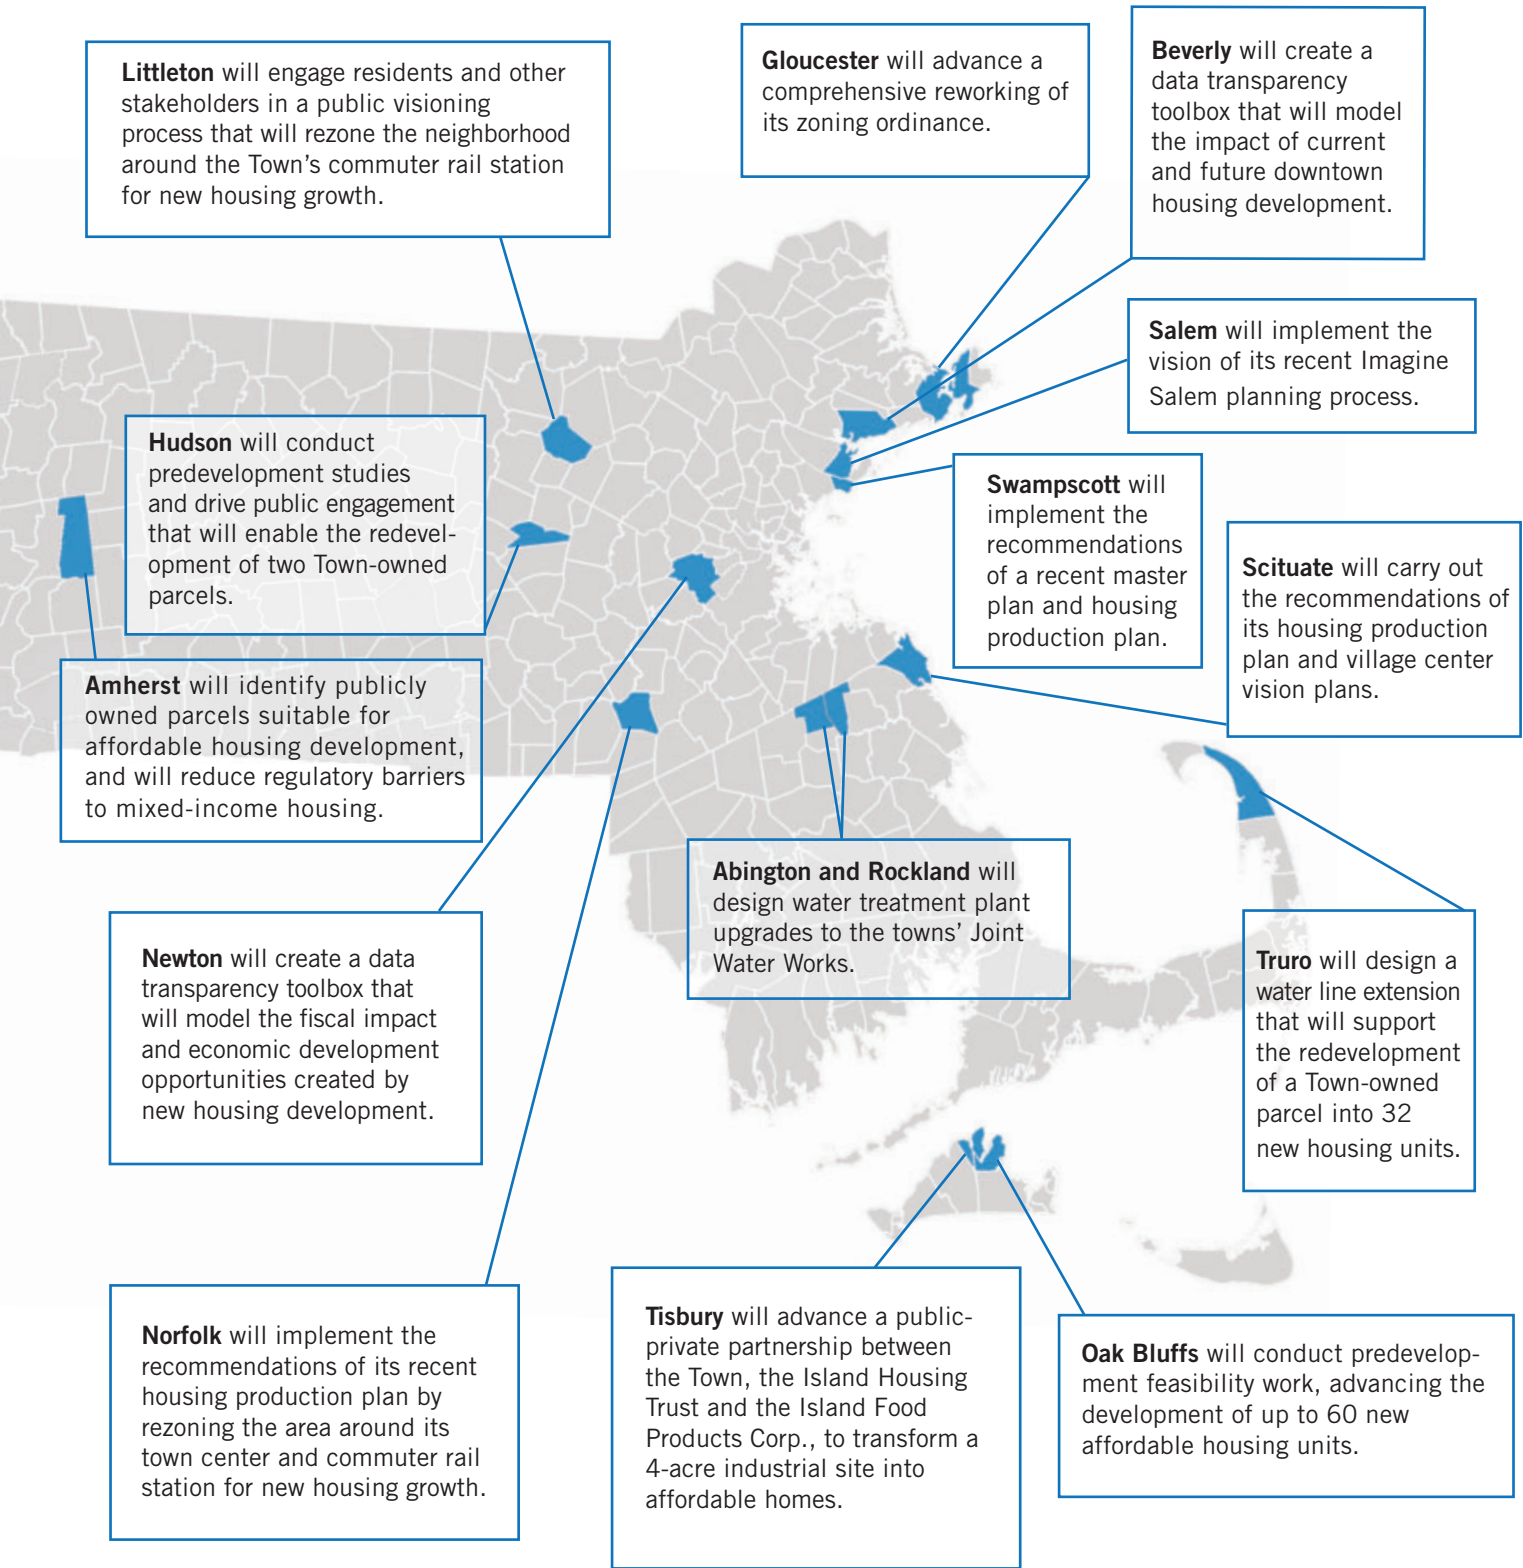 Littleton will engage residents and other
stakeholders in a public visioning
process that will rezone the neighborhood
around the Town’s commuter rail station
for new housing growth.
Gloucester will advance a
comprehensive reworking of
its zoning ordinance.
Beverly will create a
data transparency
toolbox that will model
the impact of current
and future downtown
housing development.
Salem will implement the
vision of its recent Imagine
Salem planning process.
Hudson will conduct
predevelopment studies
and drive public engagement
that will enable the redevel-
opment of two Town-owned
parcels.
Swampscott will
implement the
recommendations
of a recent master
plan and housing
production plan.
Scituate will carry out
the recommendations of
its housing production
plan and village center
vision plans.
Amherst will identify publicly
owned parcels suitable for
affordable housing development,
and will reduce regulatory barriers
to mixed-income housing.
Abington and Rockland will
design water treatment plant
upgrades to the towns’ Joint
Water Works.
Newton will create a data
transparency toolbox that
will model the fiscal impact
and economic development
opportunities created by
new housing development.
Truro will design a
water line extension
that will support
the redevelopment
of a Town-owned
parcel into 32
new housing units.
Norfolk will implement the
recommendations of its recent
housing production plan by
rezoning the area around its
town center and commuter rail
station for new housing growth.
Tisbury will advance a public-
private partnership between
the Town, the Island Housing
Trust and the Island Food
Products Corp., to transform a
4-acre industrial site into
affordable homes.
Oak Bluffs will conduct predevelop-
ment feasibility work, advancing the
development of up to 60 new
affordable housing units.